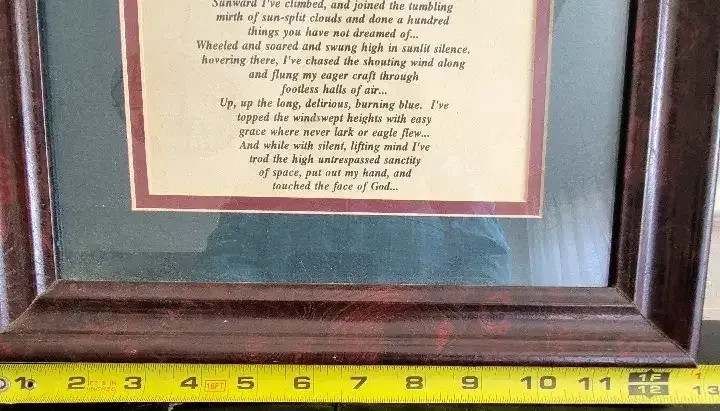 Sunward I've climbed, and joined the tumbling
mirth of sun-split clouds and done a hundred
things you have not dreamed of...
Wheeled and soared and swung high in sunlit silence.
hovering there, I've chased the shouting wind along
and flung my eager craft through
footless halls of air...
Up, up the long, delirious, burning blue. I've
topped the windswept heights with easy
grace where never lark or eagle flew...
And while with silent, lifting mind I've
trod the high untrespassed sanctity
of space, put out my hand, and
touched the face of God...
1 2 3 4 16FT 5 6 7 8 9 10 11 1F 12 1 13